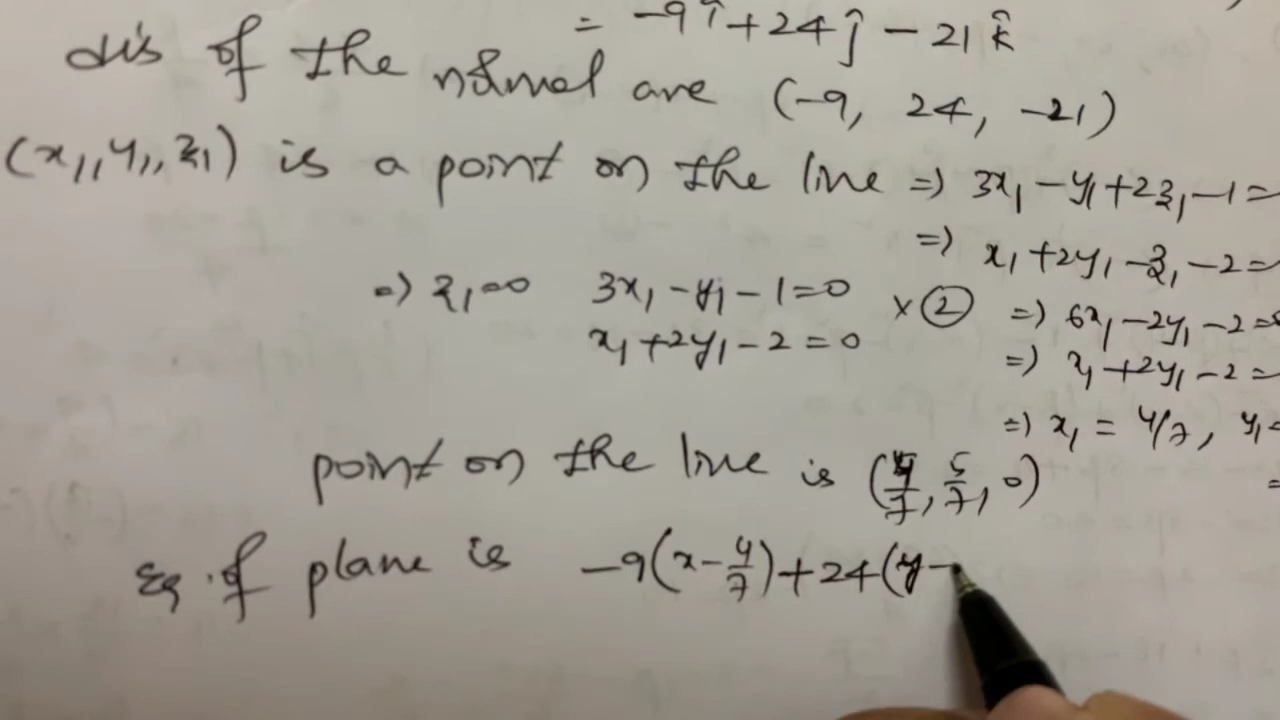 = -9î + 24ĵ - 21k̂
d.r's of the normal are (-9, 24, -21)
(x₁, y₁, z₁) is a point on the line => 3x₁ - y₁ + 2z₁ - 1 =
=> x₁ + 2y₁ - z₁ - 2 =
=> z₁ = 0 3x₁ - y₁ - 1 = 0 × ② => 6x₁ - 2y₁ - 2 =
x₁ + 2y₁ - 2 = 0 => x₁ + 2y₁ - 2 =
=> x₁ = 4/7, y₁ =
point on the line is (4/7, 5/7, 0) =
Eq. of plane is -9(x - 4/7) + 24(y -